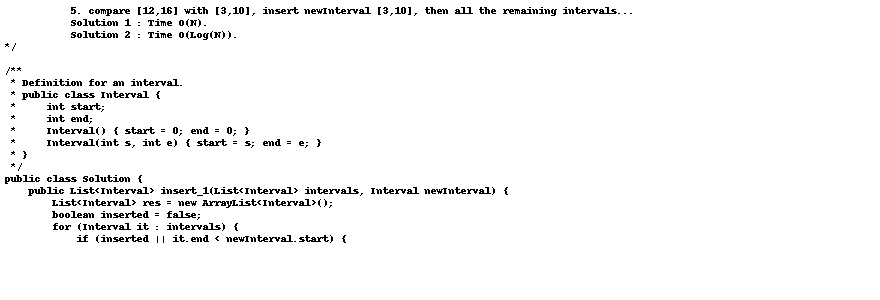 5. compare [12,16] with [3,10], insert newInterval [3,10], then all the remaining intervals...
Solution 1 : Time O(N).
Solution 2 : Time O(Log(N)).
*/
/**
* Definition for an interval.
* public class Interval {
*     int start;
*     int end;
*     Interval() { start = 0; end = 0; }
*     Interval(int s, int e) { start = s; end = e; }
* }
*/
public class Solution {
public List<Interval> insert_1(List<Interval> intervals, Interval newInterval) {
List<Interval> res = new ArrayList<Interval>();
boolean inserted = false;
for (Interval it : intervals) {
if (inserted || it.end < newInterval.start) {